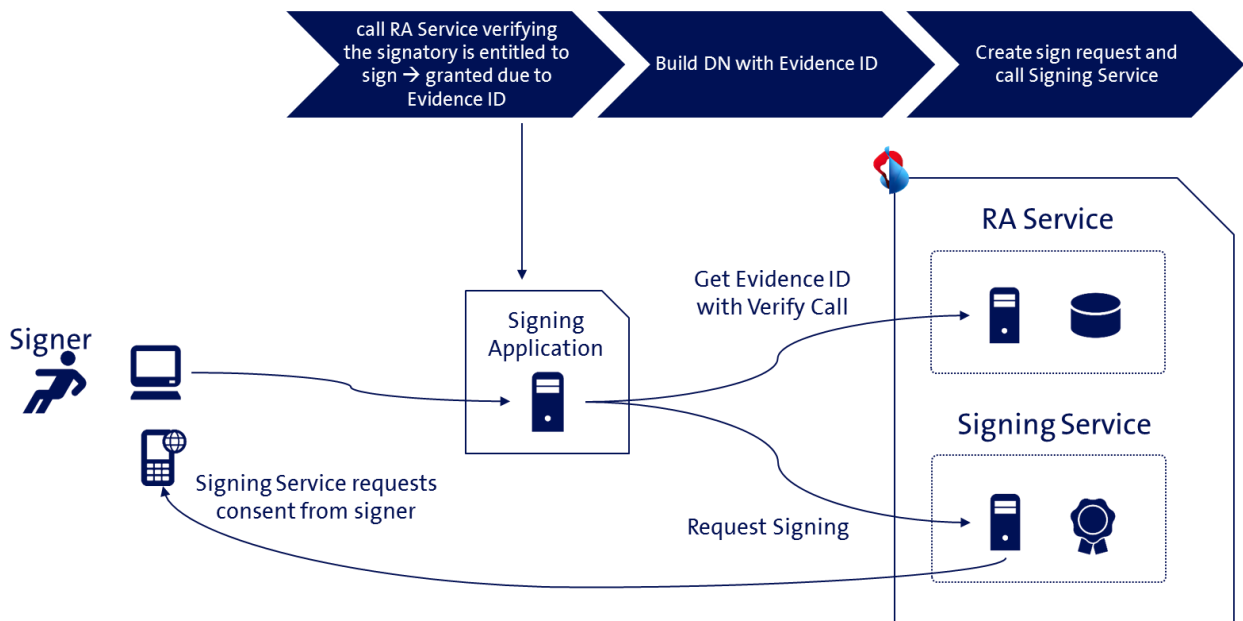 call RA Service verifying
the signatory is entitled to
sign → granted due to
Evidence ID
Build DN with Evidence ID
Create sign request and
call Signing Service
RA Service
Get Evidence ID
with Verify Call
Signing
Application
Signer
Signing Service
Signing Service requests
consent from signer
Request Signing